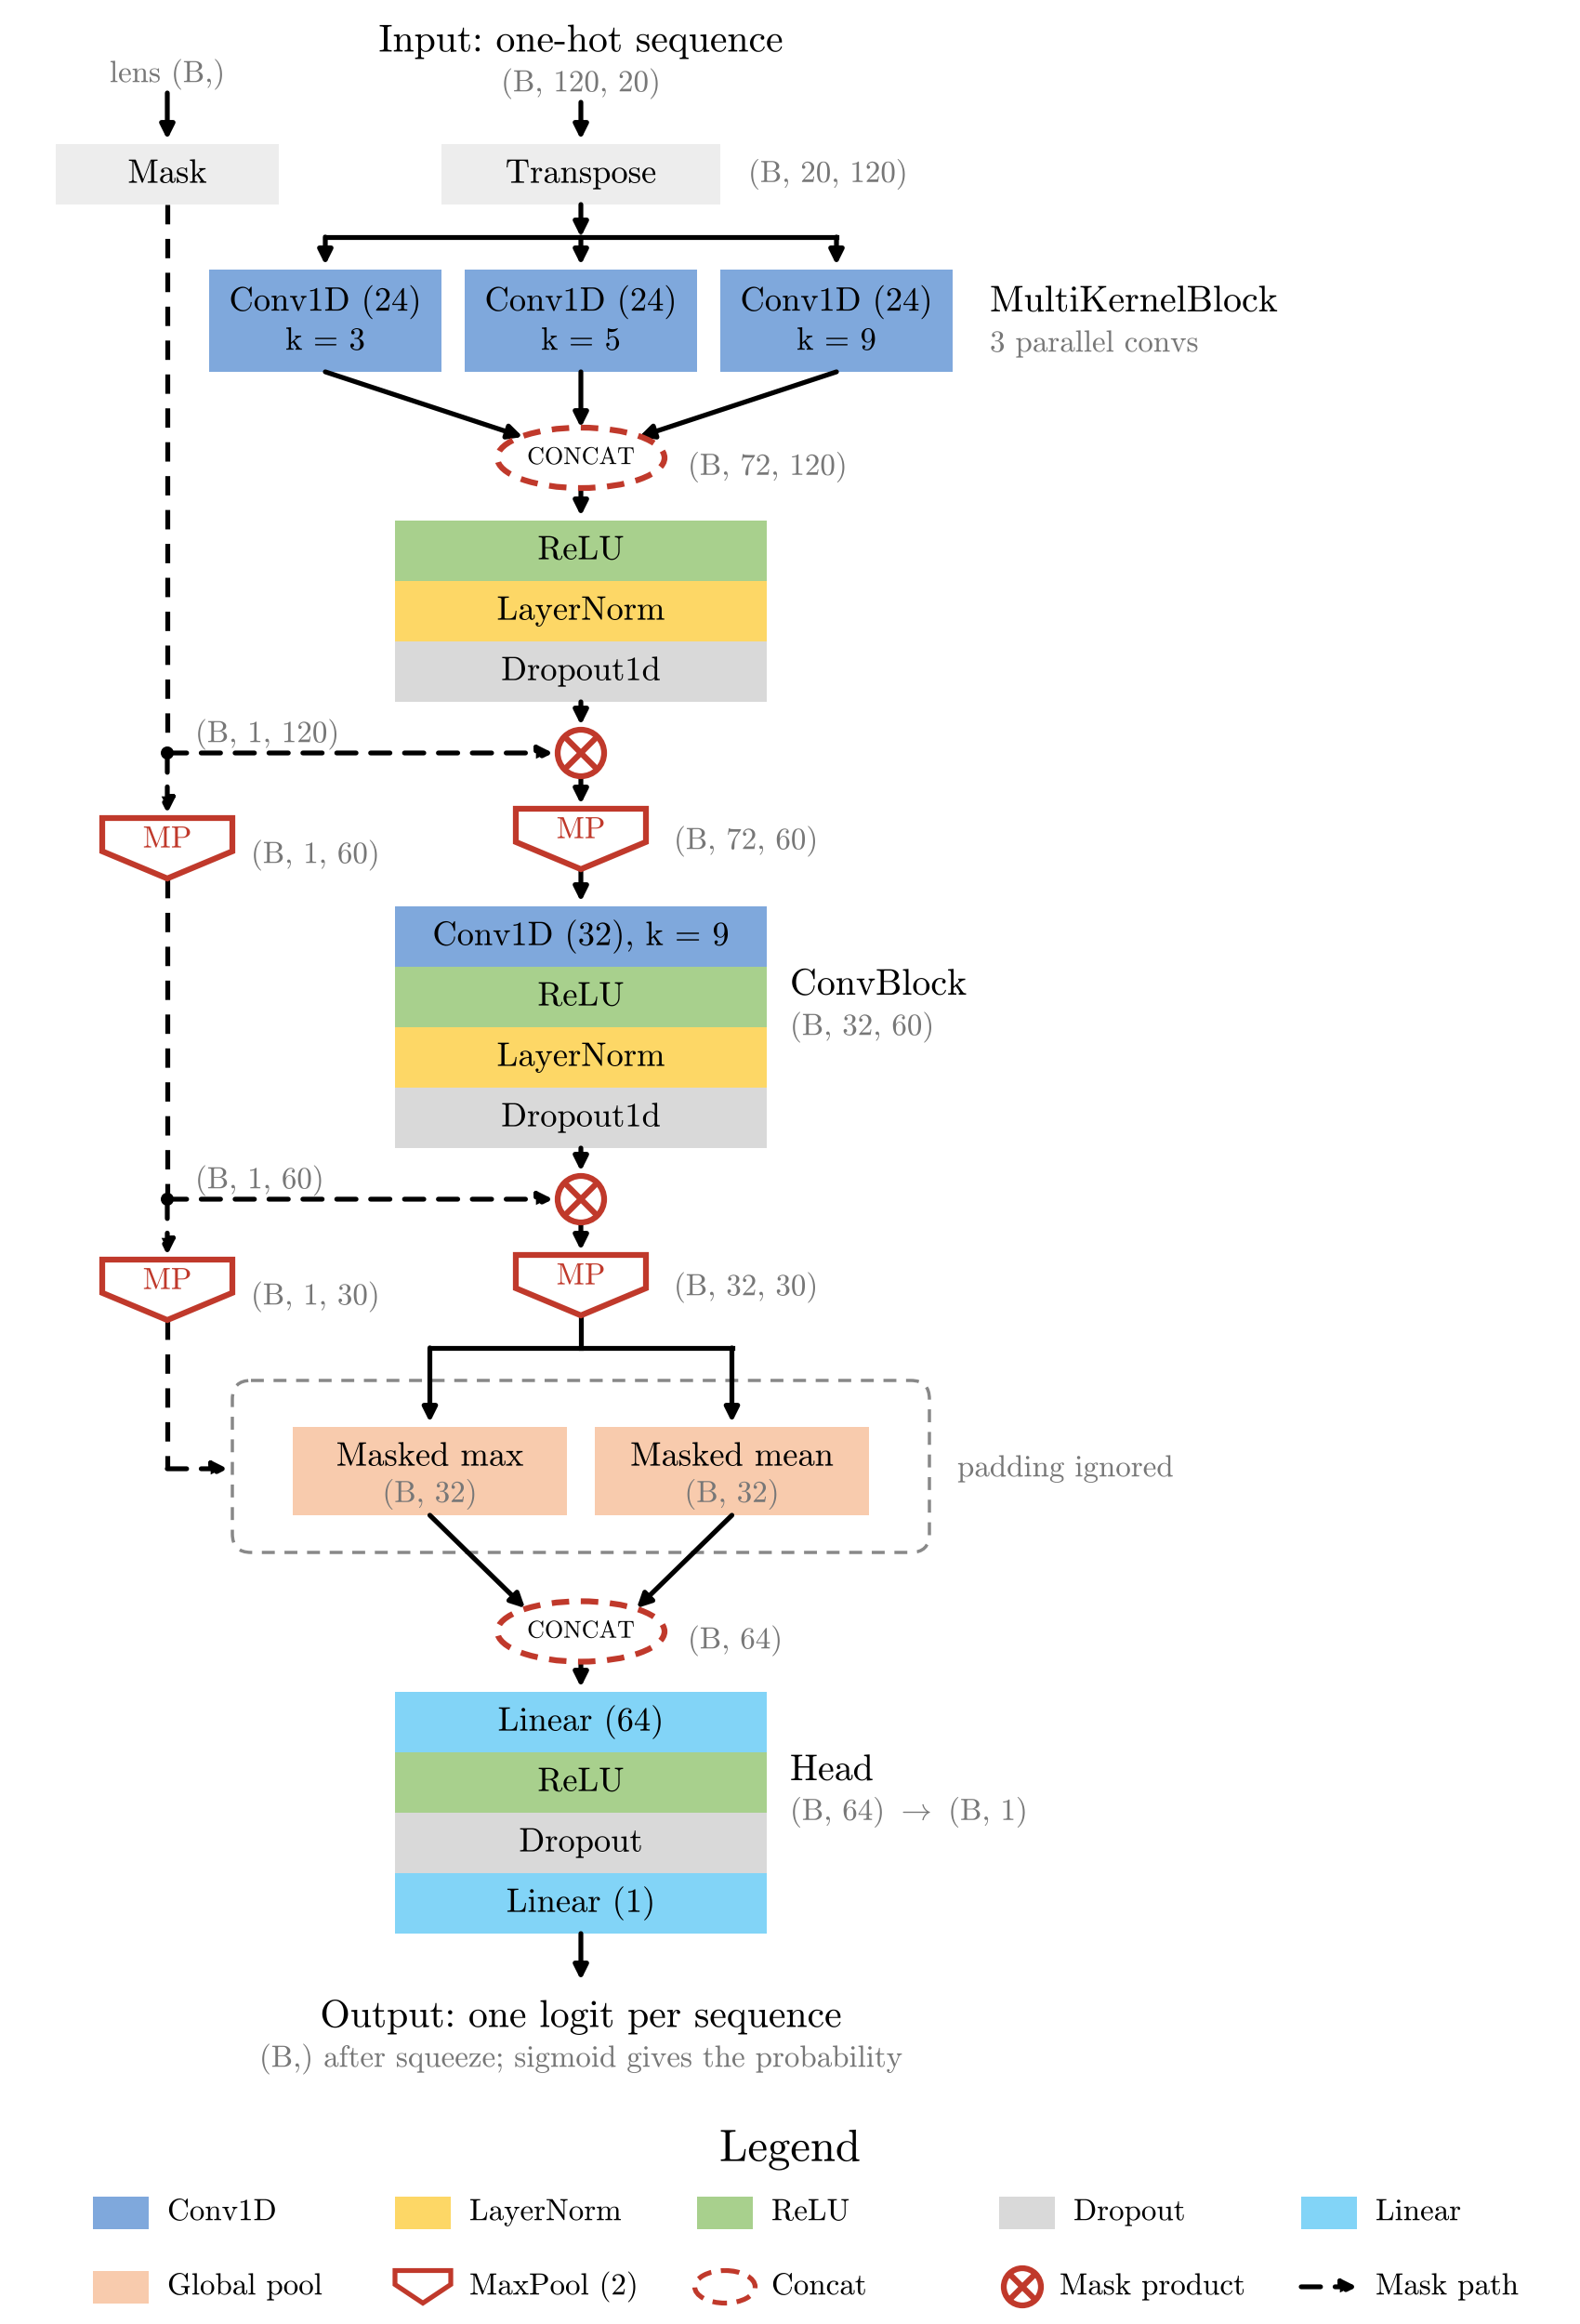 Input: one-hot sequence
lens (B,)
(B, 120, 20)
Mask
Transpose
(B, 20, 120)
Conv1D (24)
k = 3
Conv1D (24)
k = 5
Conv1D (24)
k = 9
MultiKernelBlock
3 parallel convs
CONCAT
(B, 72, 120)
ReLU
LayerNorm
Dropout1d
(B, 1, 120)
MP
(B, 1, 60)
MP
(B, 72, 60)
Conv1D (32), k = 9
ReLU
LayerNorm
Dropout1d
ConvBlock
(B, 32, 60)
(B, 1, 60)
MP
(B, 1, 30)
MP
(B, 32, 30)
Masked max
(B, 32)
Masked mean
(B, 32)
padding ignored
CONCAT
(B, 64)
Linear (64)
ReLU
Dropout
Linear (1)
Head
(B, 64) → (B, 1)
Output: one logit per sequence
(B,) after squeeze; sigmoid gives the probability
Legend
Conv1D
LayerNorm
ReLU
Dropout
Linear
Global pool
MaxPool (2)
Concat
Mask product
Mask path